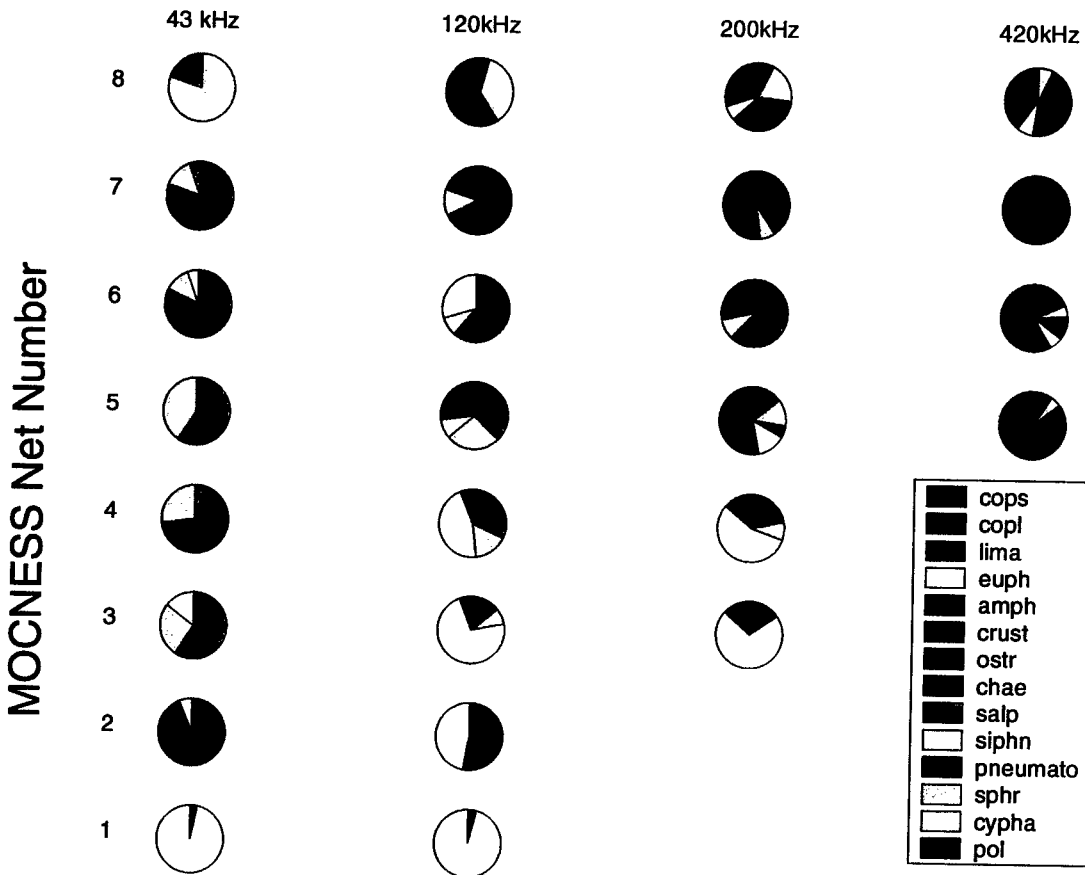 43 kHz 120kHz 200kHz 420kHz
8
7
6
5
4
3
2
1
MOCNESS Net Number
cops
copl
lima
euph
amph
crust
ostr
chae
salp
siphn
pneumato
sphr
cypha
pol